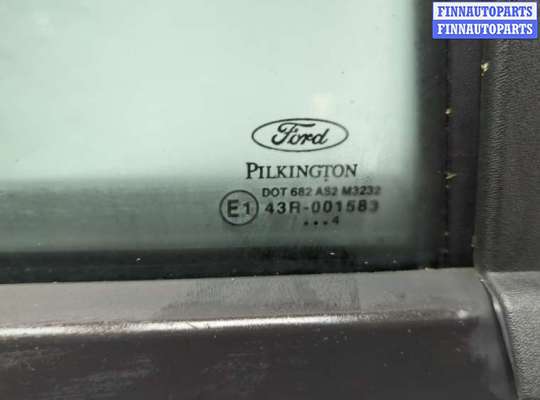 FINNAUTOPARTS
FINNAUTOPARTS
Ford
PILKINGTON
DOT 682 AS2 M3232
E1 43R-001583
...4